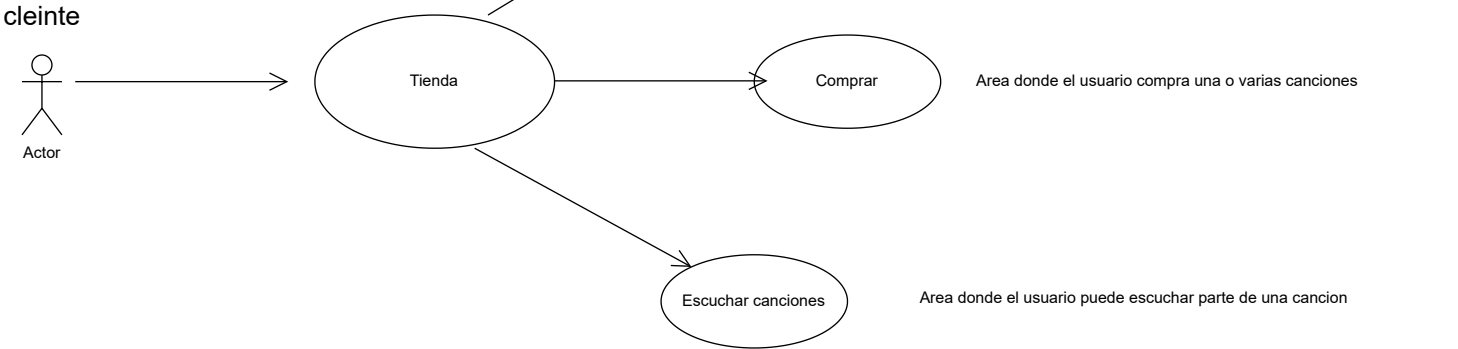 cleinte
Tienda
Comprar
Area donde el usuario compra una o varias canciones
Actor
Escuchar canciones
Area donde el usuario puede escuchar parte de una cancion